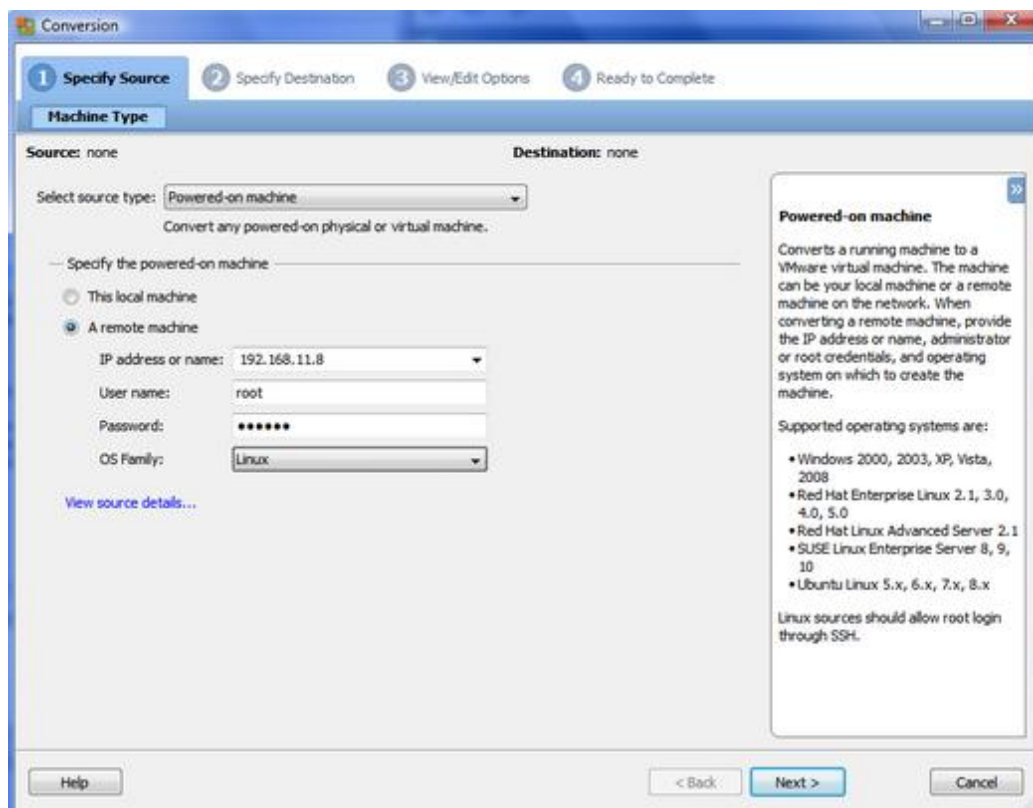 Conversion
1 Specify Source 2 Specify Destination 3 View/Edit Options 4 Ready to Complete
Machine Type
Source: none Destination: none
Select source type: Powered-on machine
Convert any powered-on physical or virtual machine.
Specify the powered-on machine
This local machine
A remote machine
IP address or name: 192.168.11.8
User name: root
Password: ••••••
OS Family: Linux
View source details...
»
Powered-on machine
Converts a running machine to a
VMware virtual machine. The machine
can be your local machine or a remote
machine on the network. When
converting a remote machine, provide
the IP address or name, administrator
or root credentials, and operating
system on which to create the
machine.
Supported operating systems are:
• Windows 2000, 2003, XP, Vista,
2008
• Red Hat Enterprise Linux 2.1, 3.0,
4.0, 5.0
• Red Hat Linux Advanced Server 2.1
• SUSE Linux Enterprise Server 8, 9,
10
• Ubuntu Linux 5.x, 6.x, 7.x, 8.x
Linux sources should allow root login
through SSH.
Help < Back Next > Cancel